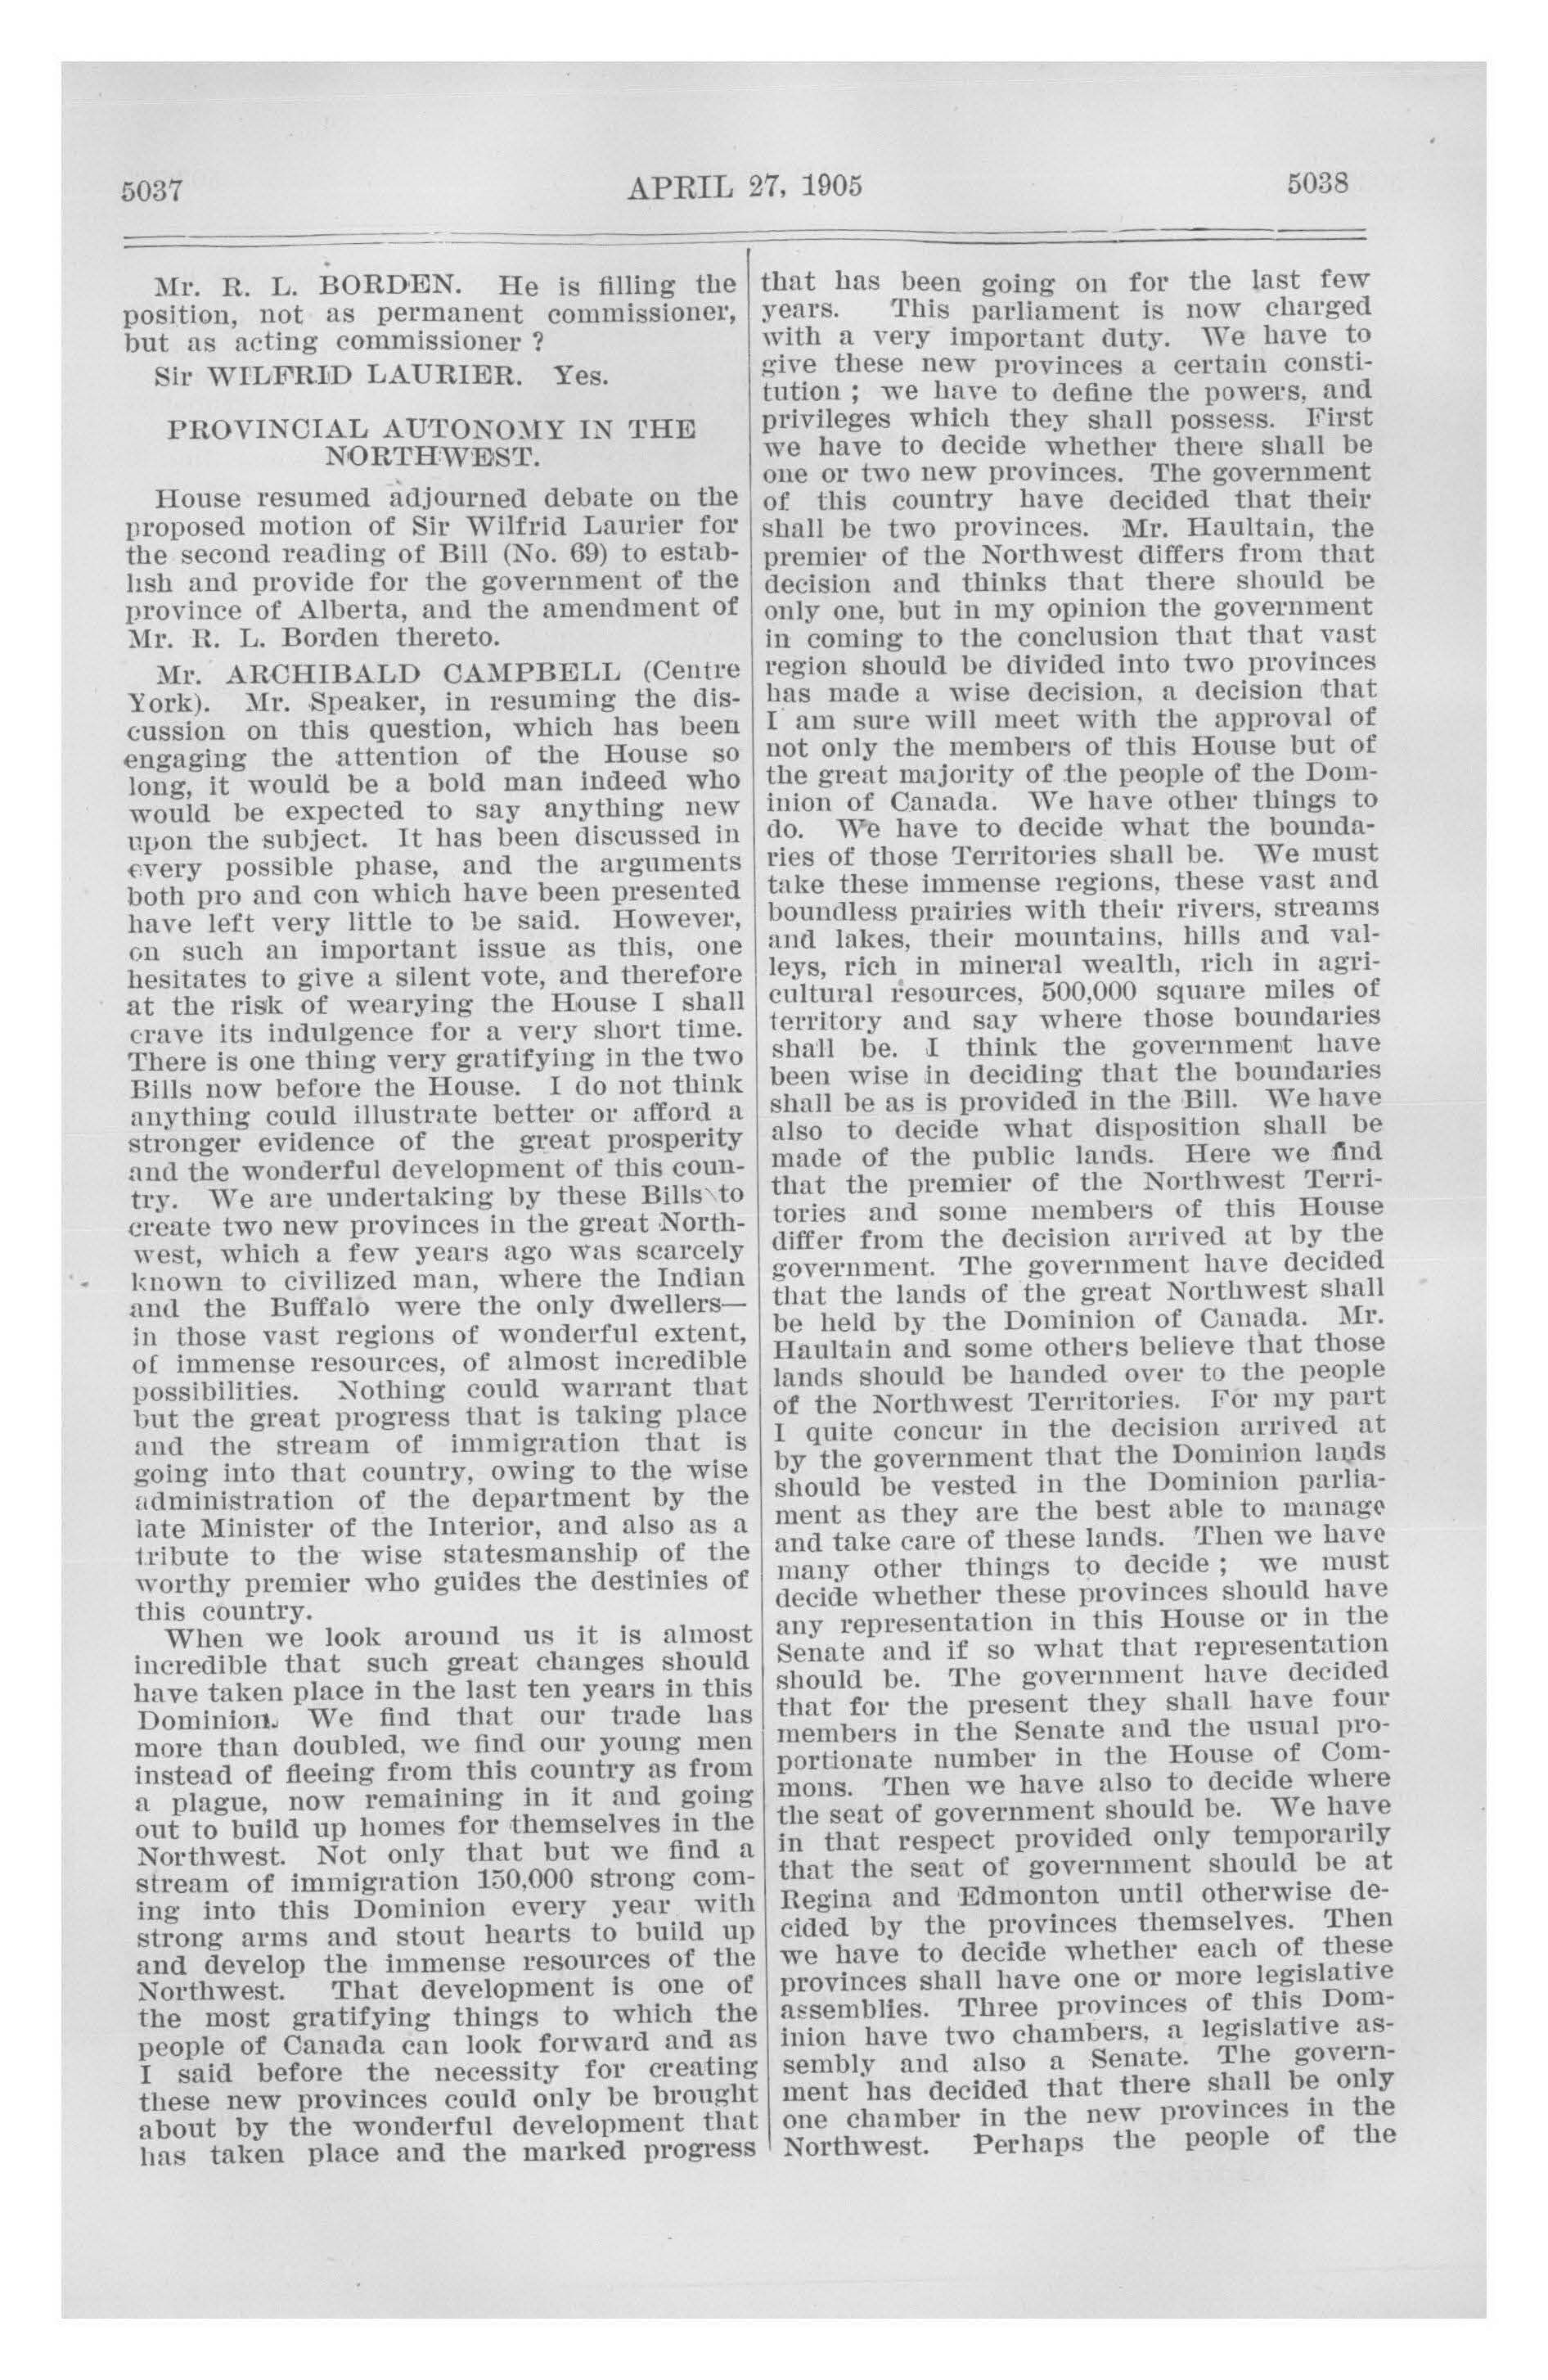 5037
APRIL 27, 1905
5038
Mr. R. L. BORDEN. He is filling the
position, not as permanent commissioner,
but as acting commissioner ?
Sir WILFRID LAURIER. Yes.
PROVINCIAL AUTONOMY IN THE
NORTHWEST.
House resumed adjourned debate on the
proposed motion of Sir Wilfrid Laurier for
the second reading of Bill (No. 69) to estab-
lish and provide for the government of the
province of Alberta, and the amendment of
Mr. R. L. Borden thereto.
Mr. ARCHIBALD CAMPBELL (Centre
York). Mr. Speaker, in resuming the dis-
cussion on this question, which has been
engaging the attention of the House so
long, it would be a bold man indeed who
would be expected to say anything new
upon the subject. It has been discussed in
every possible phase, and the arguments
both pro and con which have been presented
have left very little to be said. However,
on such an important issue as this, one
hesitates to give a silent vote, and therefore
at the risk of wearying the House I shall
crave its indulgence for a very short time.
There is one thing very gratifying in the two
Bills now before the House. I do not think
anything could illustrate better or afford a
stronger evidence of the great prosperity
and the wonderful development of this coun-
try. We are undertaking by these Bills to
create two new provinces in the great North-
west, which a few years ago was scarcely
known to civilized man, where the Indian
and the Buffalo were the only dwellers—
in those vast regions of wonderful extent,
of immense resources, of almost incredible
possibilities. Nothing could warrant that
but the great progress that is taking place
and the stream of immigration that is
going into that country, owing to the wise
administration of the department by the
late Minister of the Interior, and also as a
tribute to the wise statesmanship of the
worthy premier who guides the destinies of
this country.
When we look around us it is almost
incredible that such great changes should
have taken place in the last ten years in this
Dominion. We find that our trade has
more than doubled, we find our young men
instead of fleeing from this country as from
a plague, now remaining in it and going
out to build up homes for themselves in the
Northwest. Not only that but we find a
stream of immigration 150,000 strong com-
ing into this Dominion every year with
strong arms and stout hearts to build up
and develop the immense resources of the
Northwest. That development is one of
the most gratifying things to which the
people of Canada can look forward and as
I said before the necessity for creating
these new provinces could only be brought
about by the wonderful development that
has taken place and the marked progress
that has been going on for the last few
years. This parliament is now charged
with a very important duty. We have to
give these new provinces a certain consti-
tution ; we have to define the powers, and
privileges which they shall possess. First
we have to decide whether there shall be
one or two new provinces. The government
of this country have decided that their
shall be two provinces. Mr. Haultain, the
premier of the Northwest differs from that
decision and thinks that there should be
only one, but in my opinion the government
in coming to the conclusion that that vast
region should be divided into two provinces
has made a wise decision, a decision that
I am sure will meet with the approval of
not only the members of this House but of
the great majority of the people of the Dom-
inion of Canada. We have other things to
do. We have to decide what the bounda-
ries of those Territories shall be. We must
take these immense regions, these vast and
boundless prairies with their rivers, streams
and lakes, their mountains, hills and val-
leys, rich in mineral wealth, rich in agri-
cultural resources, 500,000 square miles of
territory and say where those boundaries
shall be. I think the government have
been wise in deciding that the boundaries
shall be as is provided in the Bill. We have
also to decide what disposition shall be
made of the public lands. Here we find
that the premier of the Northwest Terri-
tories and some members of this House
differ from the decision arrived at by the
government. The government have decided
that the lands of the great Northwest shall
be held by the Dominion of Canada. Mr.
Haultain and some others believe that those
lands should be handed over to the people
of the Northwest Territories. For my part
I quite concur in the decision arrived at
by the government that the Dominion lands
should be vested in the Dominion parlia-
ment as they are the best able to manage
and take care of these lands. Then we have
many other things to decide ; we must
decide whether these provinces should have
any representation in this House or in the
Senate and if so what that representation
should be. The government have decided
that for the present they shall have four
members in the Senate and the usual pro-
portionate number in the House of Com-
mons. Then we have also to decide where
the seat of government should be. We have
in that respect provided only temporarily
that the seat of government should be at
Regina and Edmonton until otherwise de-
cided by the provinces themselves. Then
we have to decide whether each of these
provinces shall have one or more legislative
assemblies. Three provinces of this Dom-
inion have two chambers, a legislative as-
sembly and also a Senate. The govern-
ment has decided that there shall be only
one chamber in the new provinces in the
Northwest. Perhaps the people of the